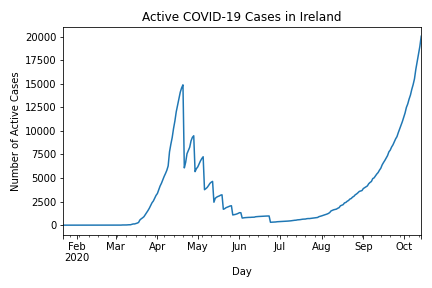 Active COVID-19 Cases in Ireland
Number of Active Cases
20000
17500
15000
12500
10000
7500
5000
2500
0
Feb Mar Apr May Jun Jul Aug Sep Oct
2020
Day